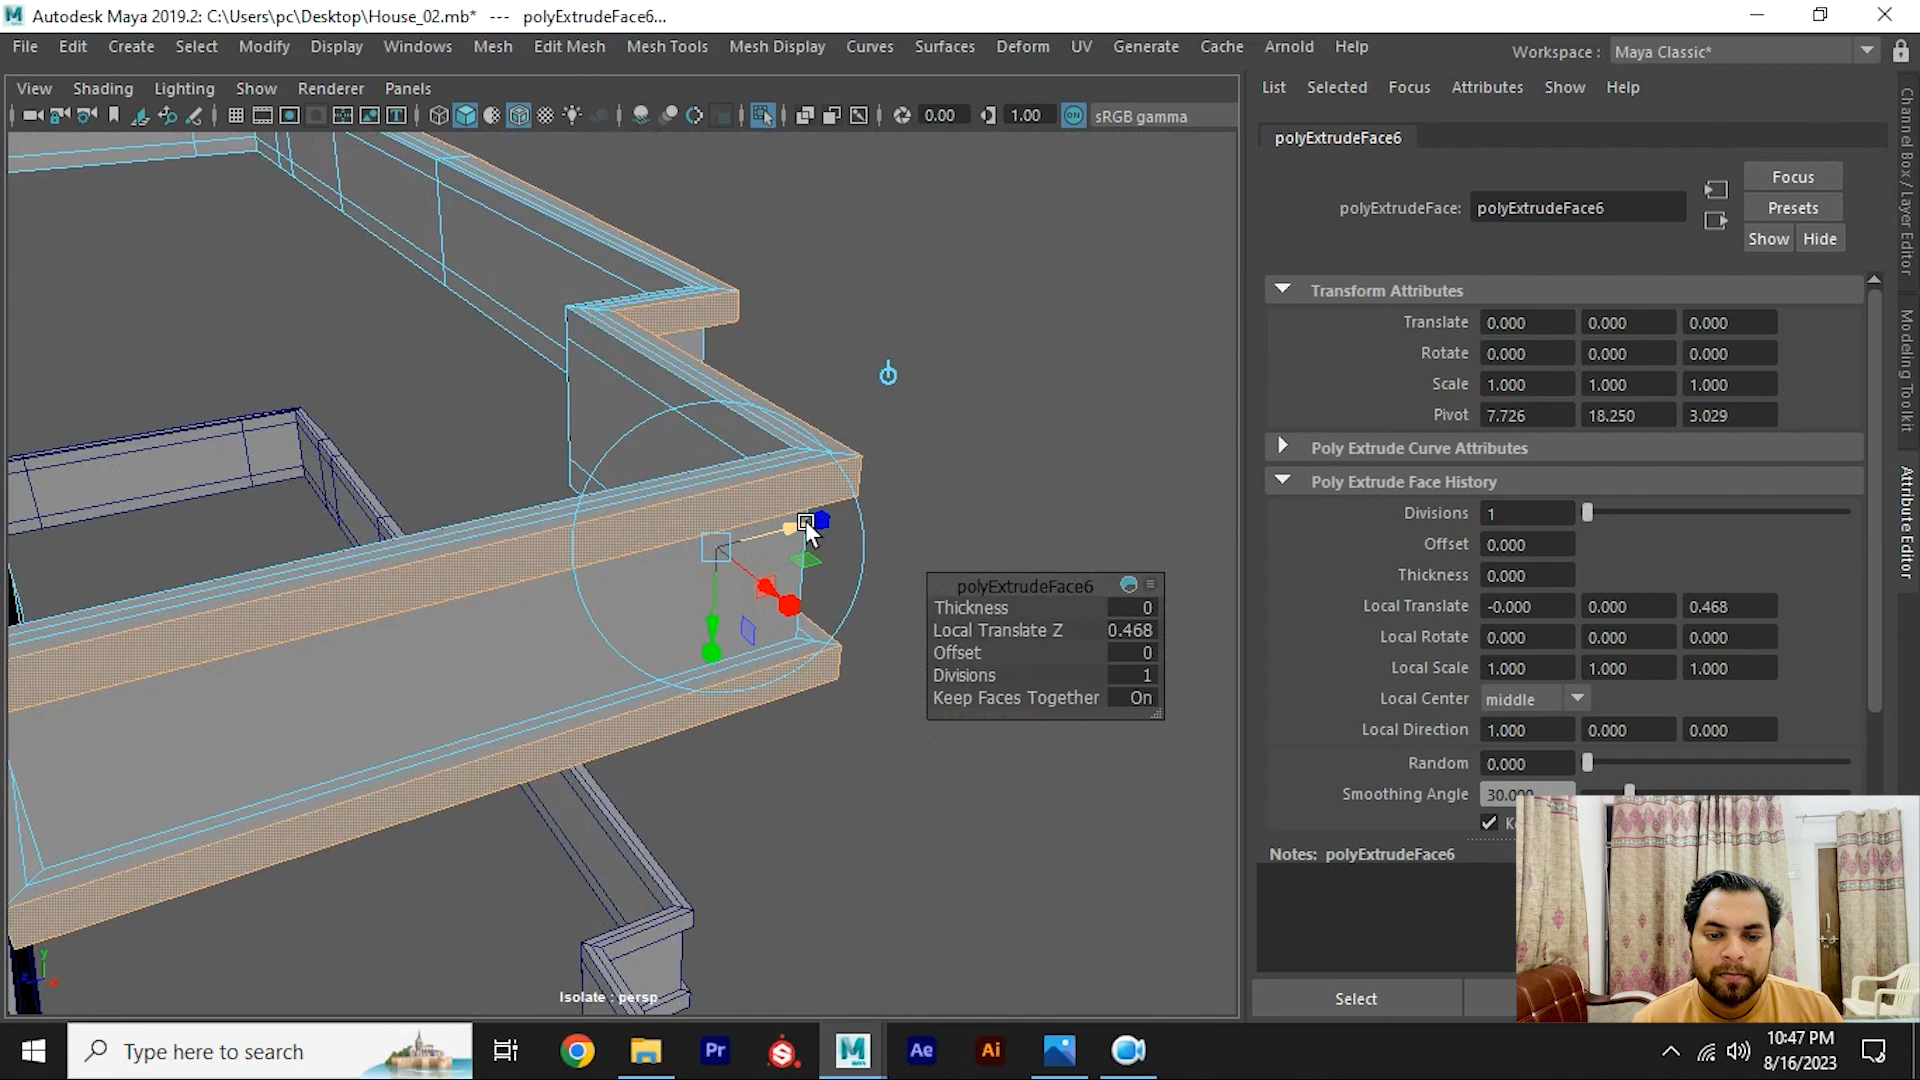 Autodesk Maya 2019.2: C:\Users\pc\Desktop\House_02.mb* --- polyExtrudeFace6...
File Edit Create Select Modify Display Windows Mesh Edit Mesh Mesh Tools Mesh Display Curves Surfaces Deform UV Generate Cache Arnold Help
Workspace : Maya Classic*
View Shading Lighting Show Renderer Panels
0.00 1.00 ON sRGB gamma
List Selected Focus Attributes Show Help
polyExtrudeFace6
Focus
polyExtrudeFace: polyExtrudeFace6
Presets
Show Hide
Transform Attributes
Translate 0.000 0.000 0.000
Rotate 0.000 0.000 0.000
Scale 1.000 1.000 1.000
Pivot 7.726 18.250 3.029
Poly Extrude Curve Attributes
Poly Extrude Face History
Divisions 1
Offset 0.000
Thickness 0.000
Local Translate -0.000 0.000 0.468
Local Rotate 0.000 0.000 0.000
Local Scale 1.000 1.000 1.000
Local Center middle
Local Direction 1.000 0.000 0.000
Random 0.000
Smoothing Angle 30.000
Notes: polyExtrudeFace6
Select
Channel Box / Layer Editor
Modeling Toolkit
Attribute Editor
polyExtrudeFace6
Thickness 0
Local Translate Z 0.468
Offset 0
Divisions 1
Keep Faces Together On
y
z x
Isolate : persp
Type here to search
Pr
M
Ae
Ai
10:47 PM
8/16/2023